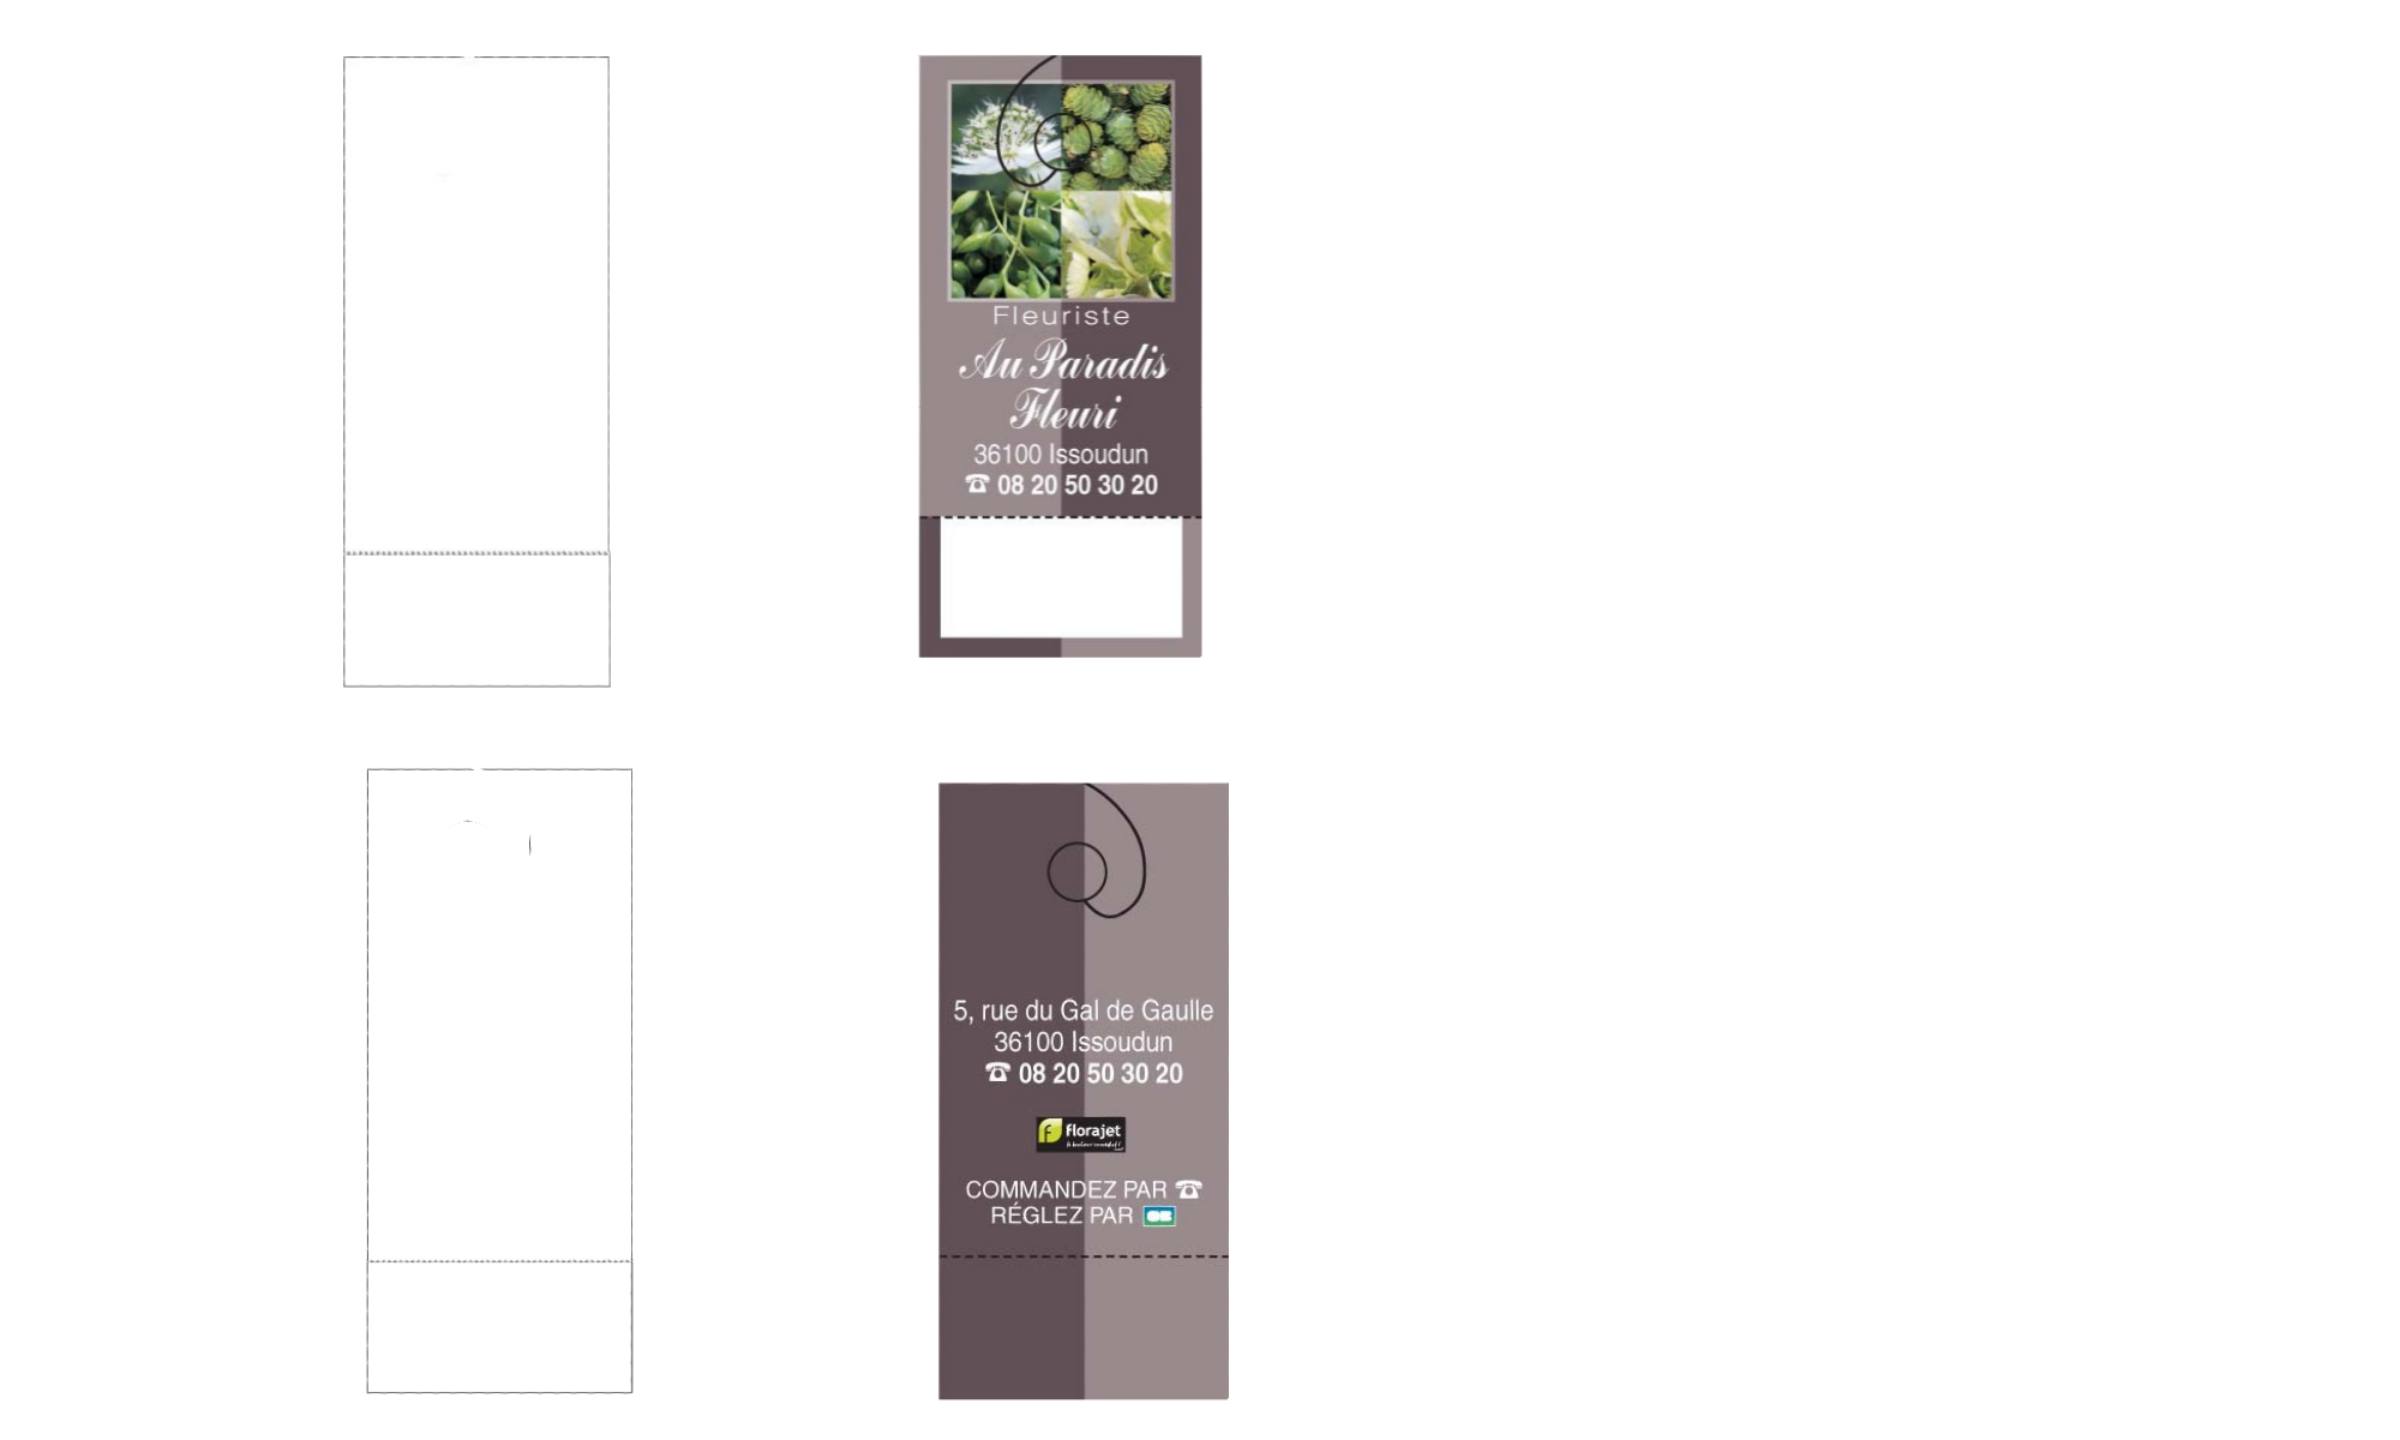 Fleuriste
Au Paradis
Fleuri
36100 Issoudun
☎ 08 20 50 30 20
5, rue du Gal de Gaulle
36100 Issoudun
☎ 08 20 50 30 20
florajet
COMMANDEZ PAR ☎
RÉGLEZ PAR CB